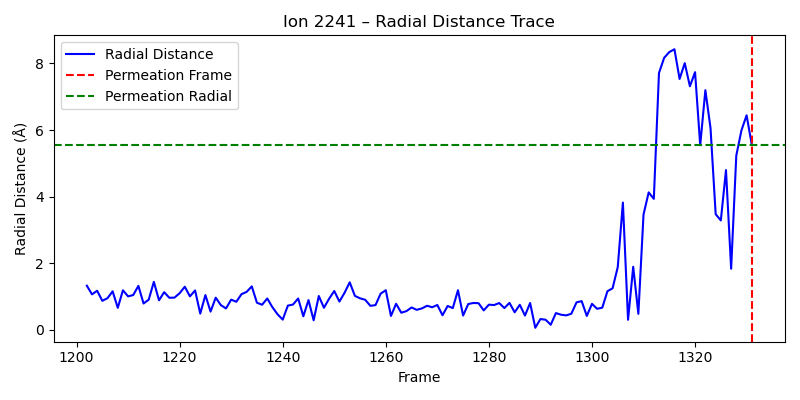 Ion 2241 – Radial Distance Trace
Radial Distance
Permeation Frame
Permeation Radial
Radial Distance (Å)
8
6
4
2
0
1200
1220
1240
1260
1280
1300
1320
Frame